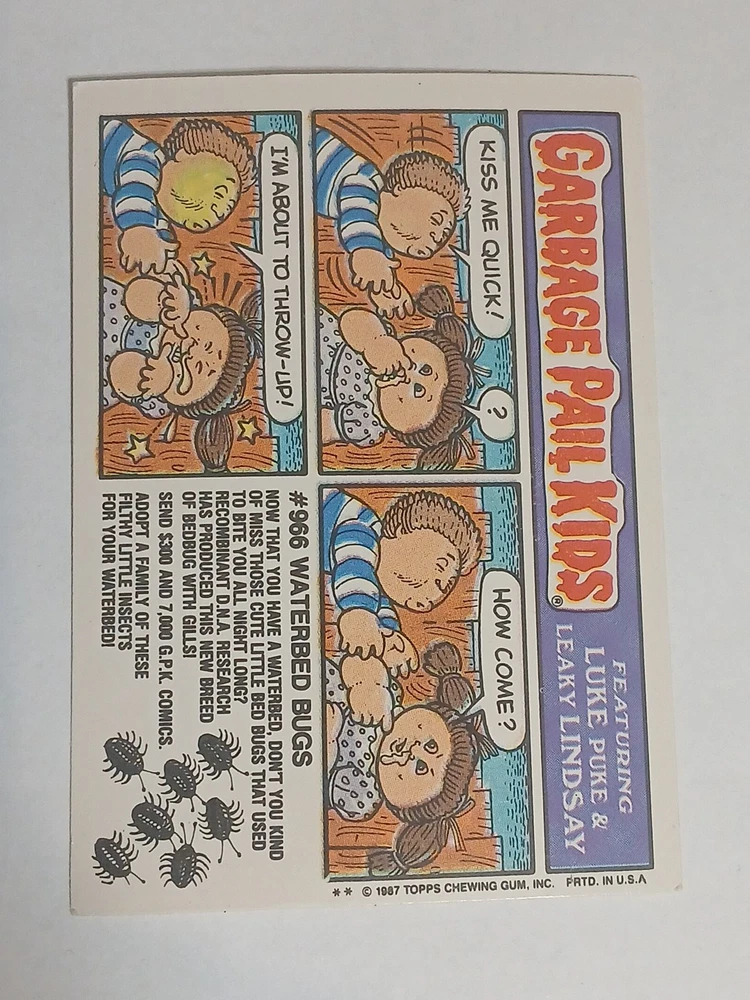 GARBAGE PAIL KIDS®
FEATURING
LUKE PUKE &
LEAKY LINDSAY
KISS ME QUICK!
?
HOW COME?
I'M ABOUT TO THROW-UP!
#966 WATERBED BUGS
NOW THAT YOU HAVE A WATERBED, DON'T YOU KIND
OF MISS THOSE CUTE LITTLE BED BUGS THAT USED
TO BITE YOU ALL NIGHT LONG?
RECOMBINANT D.N.A. RESEARCH
HAS PRODUCED THIS NEW BREED
OF BEDBUG WITH GILLS!
SEND $300 AND 7,000 G.P.K. COMICS.
ADOPT A FAMILY OF THESE
FILTHY LITTLE INSECTS
FOR YOUR WATERBED!
** © 1987 TOPPS CHEWING GUM, INC. PRTD. IN U.S.A